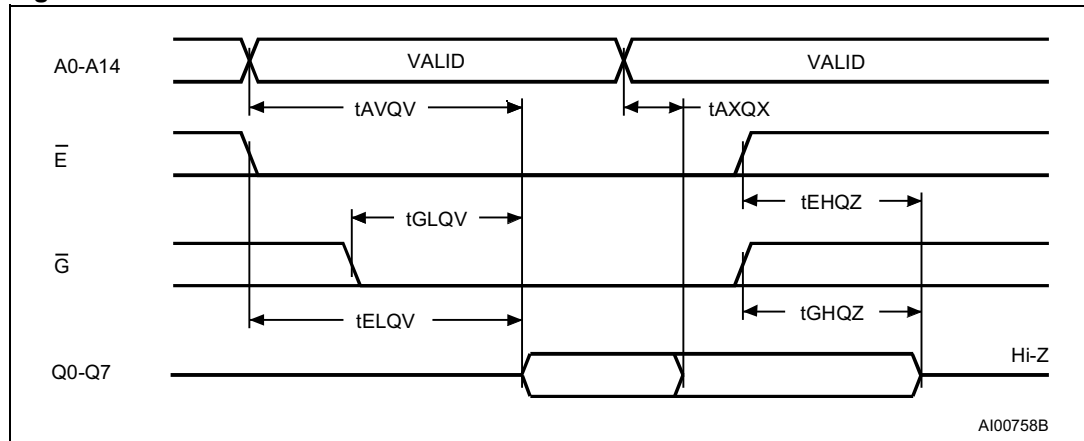 A0-A14
VALID
VALID
tAVQV
tAXQX
E̅
tEHQZ
tGLQV
G̅
tGHQZ
tELQV
Hi-Z
Q0-Q7
AI00758B